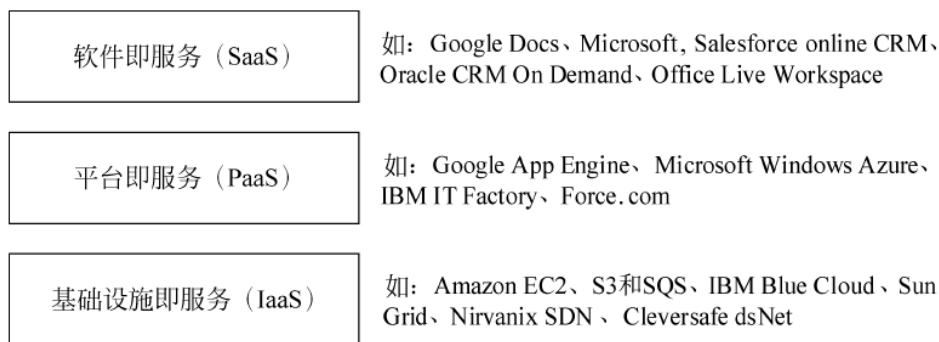 软件即服务（SaaS）
如：Google Docs、Microsoft, Salesforce online CRM、
Oracle CRM On Demand、Office Live Workspace
平台即服务（PaaS）
如：Google App Engine、Microsoft Windows Azure、
IBM IT Factory、Force.com
基础设施即服务（IaaS）
如：Amazon EC2、S3和SQS、IBM Blue Cloud、Sun
Grid、Nirvanix SDN、Cleversafe dsNet